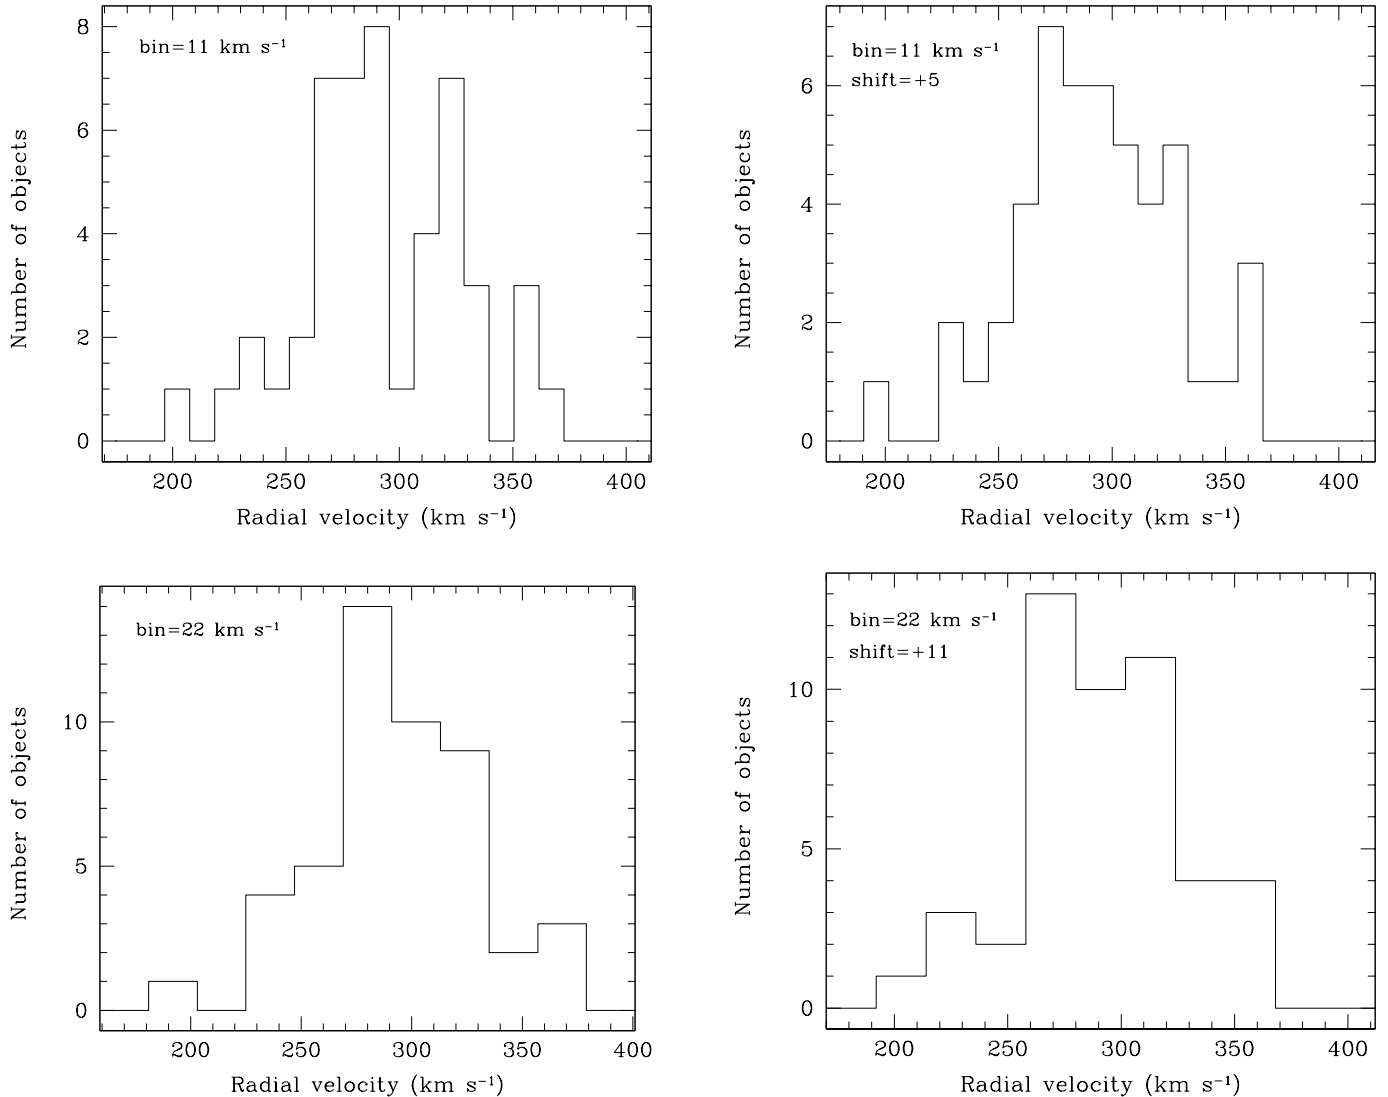 bin=11 km s⁻¹
8
6
4
2
0
200 250 300 350 400
Number of objects
Radial velocity (km s⁻¹)
bin=11 km s⁻¹
shift=+5
6
4
2
0
200 250 300 350 400
Number of objects
Radial velocity (km s⁻¹)
bin=22 km s⁻¹
10
5
0
200 250 300 350 400
Number of objects
Radial velocity (km s⁻¹)
bin=22 km s⁻¹
shift=+11
10
5
0
200 250 300 350 400
Number of objects
Radial velocity (km s⁻¹)